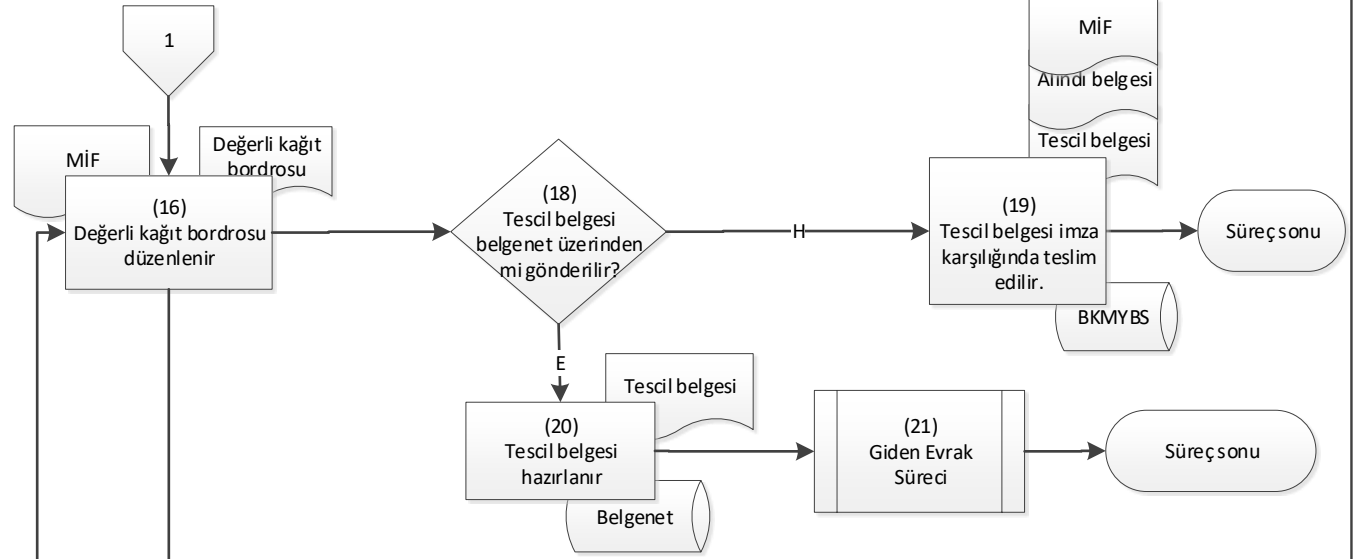 1
MİF
Değerli kağıt
bordrosu
(16)
Değerli kağıt bordrosu
düzenlenir
(18)
Tescil belgesi
belgenet üzerinden
mi gönderilir?
H
E
MİF
Alındı belgesi
Tescil belgesi
(19)
Tescil belgesi imza
karşılığında teslim
edilir.
BKMYBS
Süreç sonu
Tescil belgesi
(20)
Tescil belgesi
hazırlanır
Belgenet
(21)
Giden Evrak
Süreci
Süreç sonu